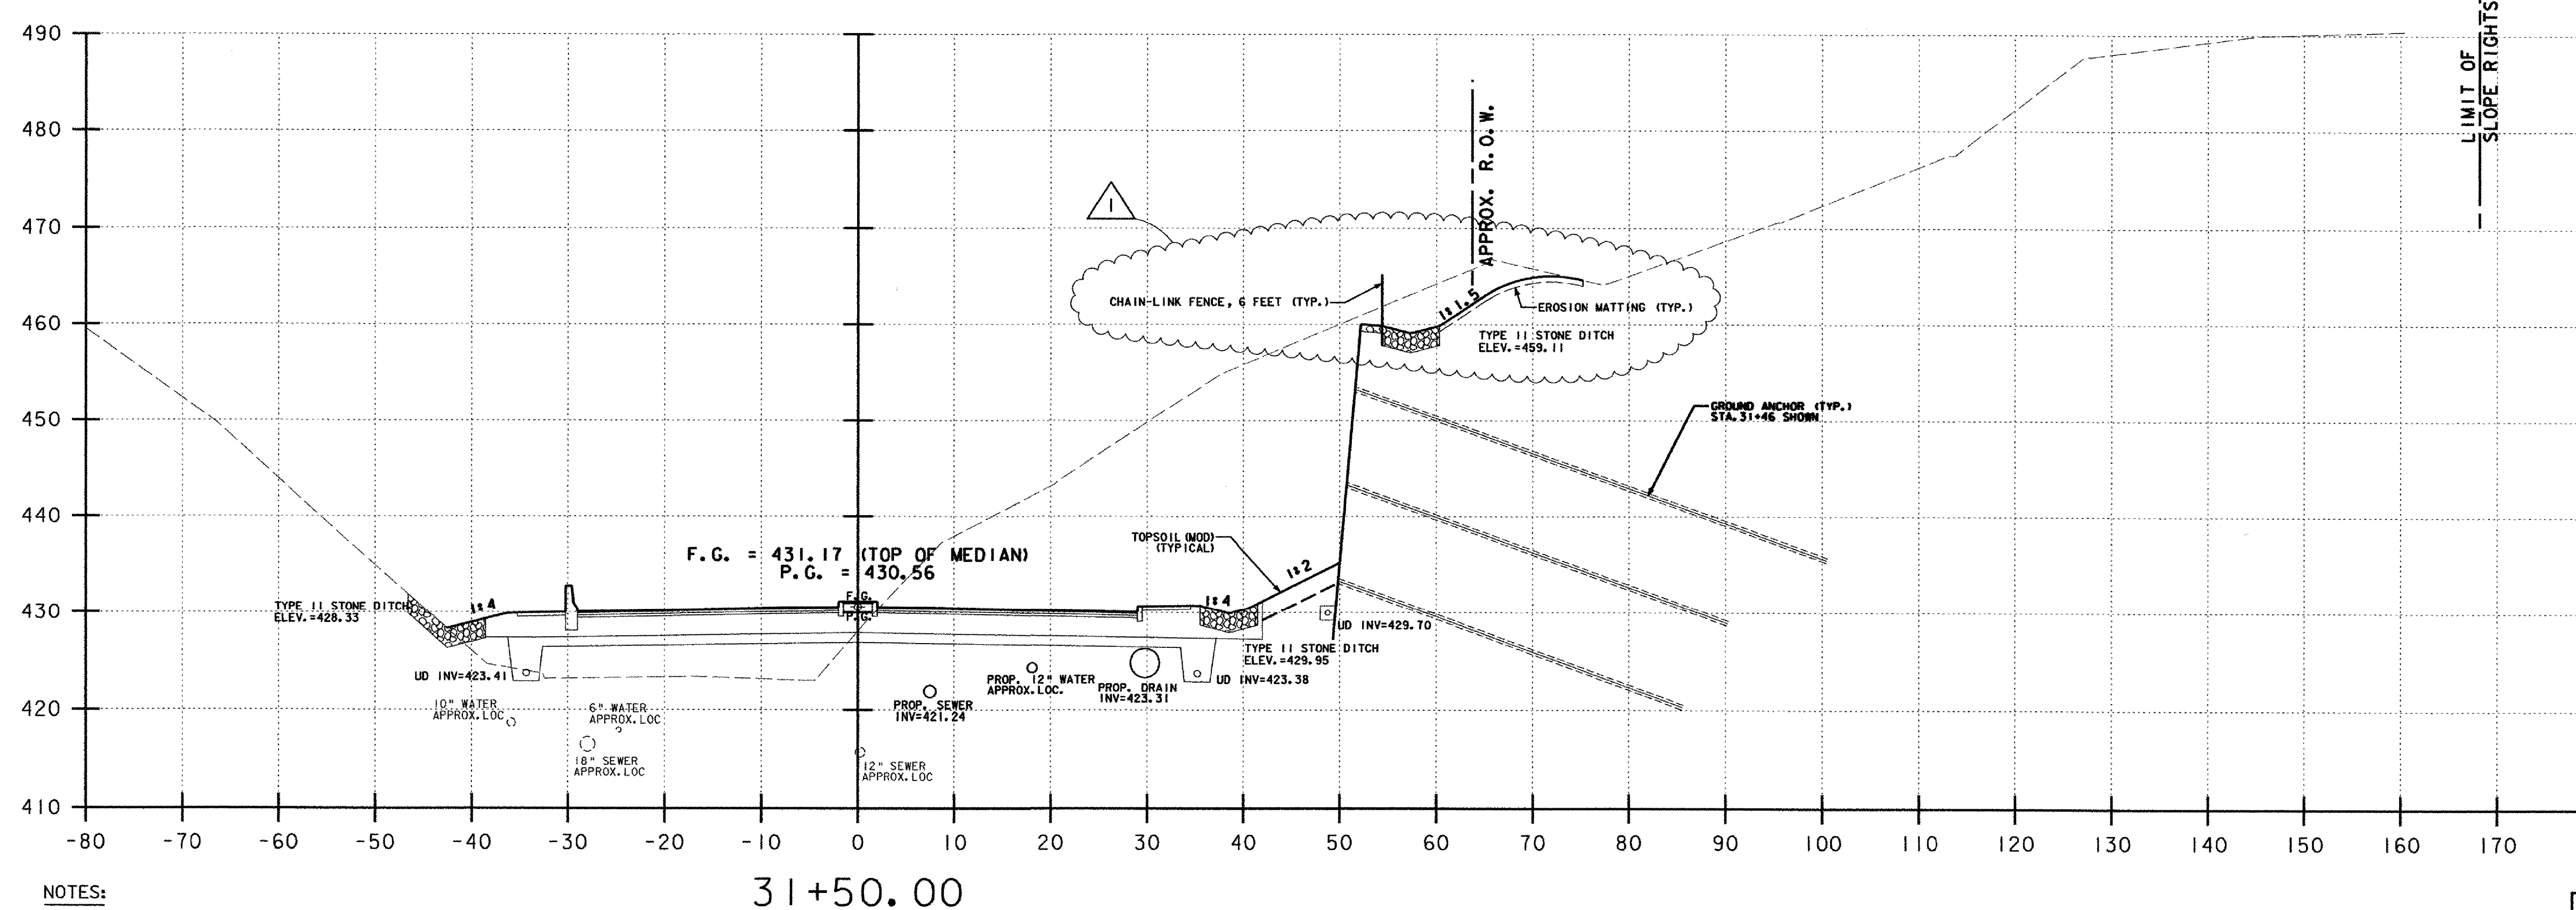 490
480
470
460
450
440
430
420
410
LIMIT OF
SLOPE RIGHTS
APPROX. R.O.W.
1
CHAIN-LINK FENCE, 6 FEET (TYP.)
1:1.5
EROSION MATTING (TYP.)
TYPE II STONE DITCH
ELEV.=459.11
GROUND ANCHOR (TYP.)
STA.31+46 SHOWN
TOPSOIL (MOD)
(TYPICAL)
1:2
F.G. = 431.17 (TOP OF MEDIAN)
P.G. = 430.56
TYPE II STONE DITCH
ELEV.=428.33
1:4
F.G.
P.G.
1:4
UD INV=429.70
TYPE II STONE DITCH
ELEV.=429.95
UD INV=423.41
PROP. 12" WATER
APPROX.LOC.
PROP. DRAIN
INV=423.31
UD INV=423.38
10" WATER
APPROX.LOC
6" WATER
APPROX.LOC
PROP. SEWER
INV=421.24
18" SEWER
APPROX.LOC
12" SEWER
APPROX.LOC
-80 -70 -60 -50 -40 -30 -20 -10 0 10 20 30 40 50 60 70 80 90 100 110 120 130 140 150 160 170
31+50.00
NOTES: